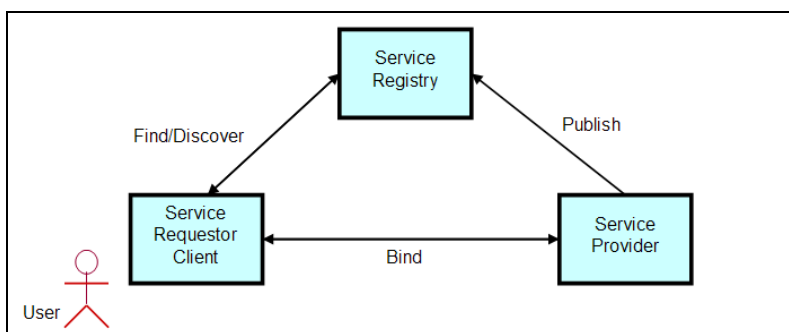 Service
Registry
Find/Discover
Publish
Service
Requestor
Client
Service
Provider
Bind
User